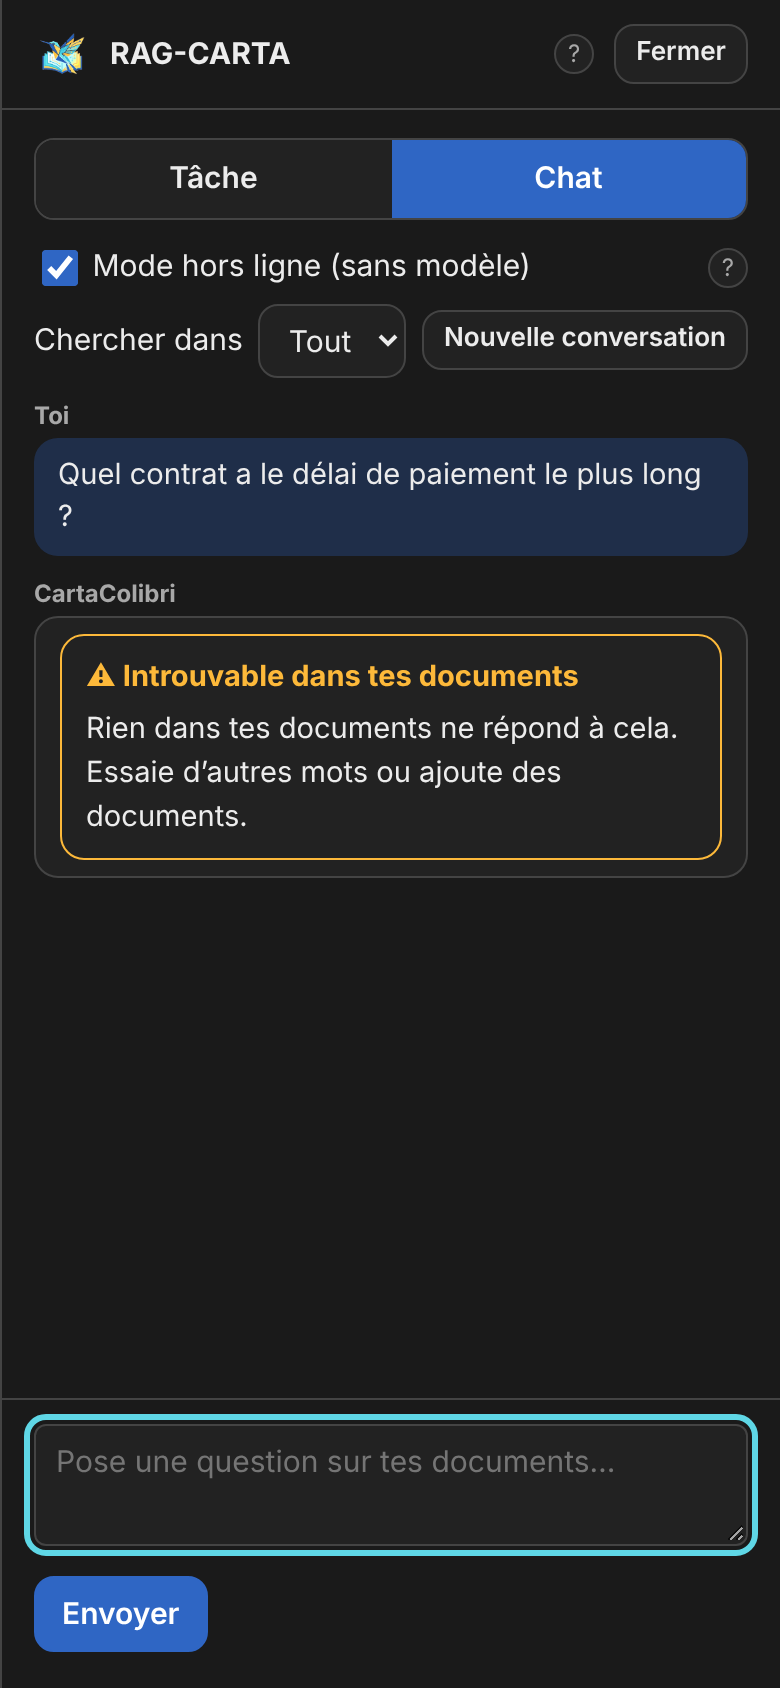 RAG-CARTA
?
Fermer
Tâche
Chat
Mode hors ligne (sans modèle)
?
Chercher dans
Tout
Nouvelle conversation
Toi
Quel contrat a le délai de paiement le plus long
?
CartaColibri
⚠ Introuvable dans tes documents
Rien dans tes documents ne répond à cela.
Essaie d’autres mots ou ajoute des
documents.
Pose une question sur tes documents...
Envoyer